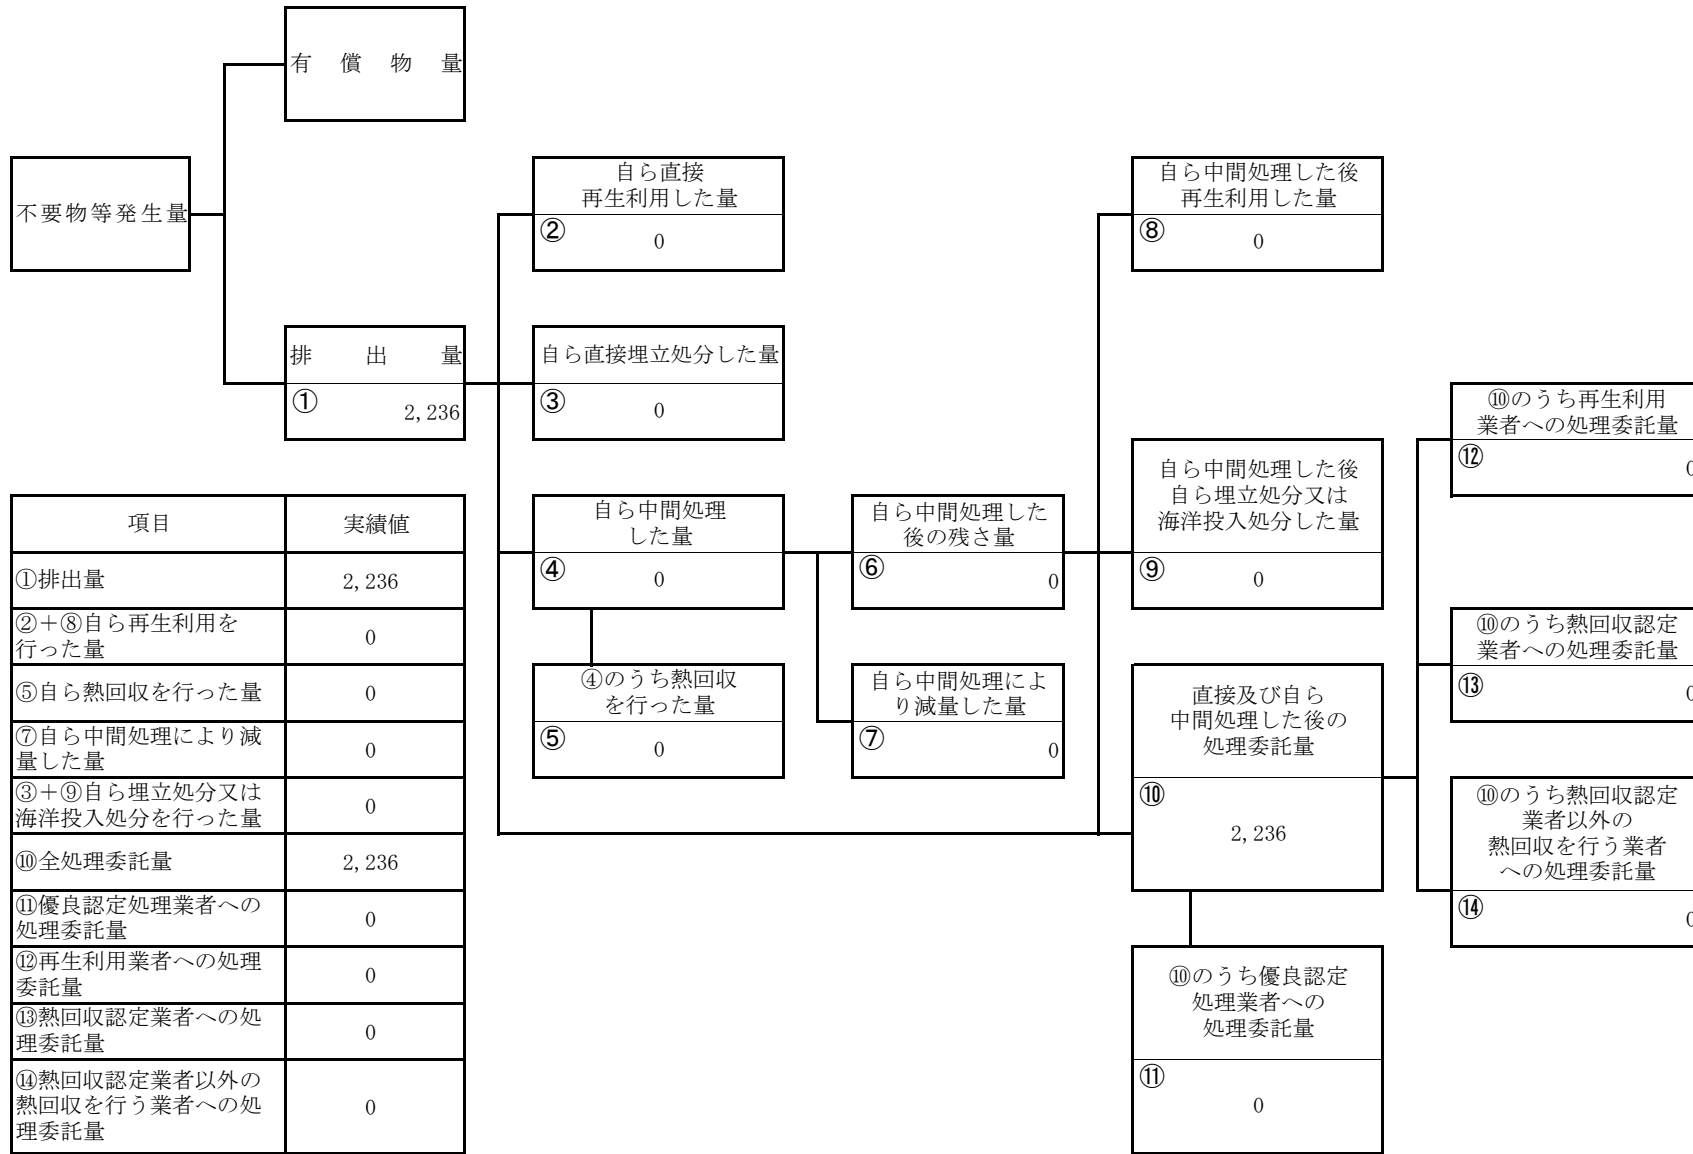 有償物量
不要物等発生量
自ら直接
再生利用した量
②
0
自ら中間処理した後
再生利用した量
⑧
0
排出量
①
2,236
自ら直接埋立処分した量
③
0
⑩のうち再生利用
業者への処理委託量
⑫
0
自ら中間処理
した量
④
0
自ら中間処理した
後の残さ量
⑥
0
自ら中間処理した後
自ら埋立処分又は
海洋投入処分した量
⑨
0
⑩のうち熱回収認定
業者への処理委託量
⑬
0
④のうち熱回収
を行った量
⑤
0
自ら中間処理によ
り減量した量
⑦
0
直接及び自ら
中間処理した後の
処理委託量
⑩
2,236
⑩のうち熱回収認定
業者以外の
熱回収を行う業者
への処理委託量
⑭
0
⑩のうち優良認定
処理業者への
処理委託量
⑪
0
項目 実績値
①排出量 2,236
②＋⑧自ら再生利用を
行った量 0
⑤自ら熱回収を行った量 0
⑦自ら中間処理により減
量した量 0
③＋⑨自ら埋立処分又は
海洋投入処分を行った量 0
⑩全処理委託量 2,236
⑪優良認定処理業者への
処理委託量 0
⑫再生利用業者への処理
委託量 0
⑬熱回収認定業者への処
理委託量 0
⑭熱回収認定業者以外の
熱回収を行う業者への処
理委託量 0